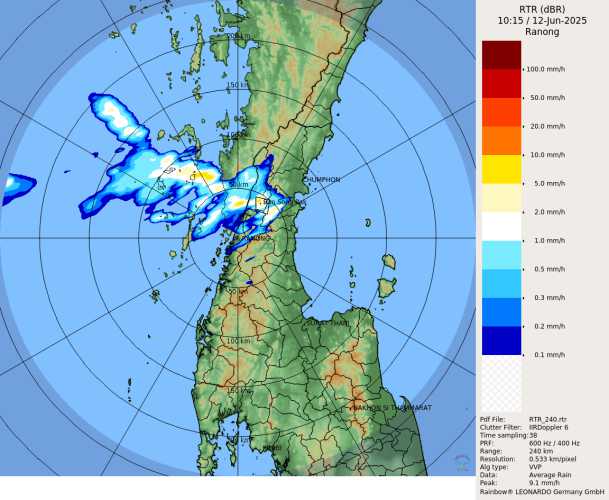 RTR (dBR)
10:15 / 12-Jun-2025
Ranong
200 km
150 km
100 km
50 km
CHUMPHON
RANONG
50 km
SURAT THANI
100 km
150 km
NAKHON SI THAMMARAT
100.0 mm/h
50.0 mm/h
20.0 mm/h
10.0 mm/h
5.0 mm/h
2.0 mm/h
1.0 mm/h
0.5 mm/h
0.3 mm/h
0.2 mm/h
0.1 mm/h
Pdf File: RTR_240.rtr
Clutter Filter: IIRDoppler 6
Time sampling:38
PRF: 600 Hz / 400 Hz
Range: 240 km
Resolution: 0.533 km/pixel
Alg type: VVP
Data: Average Rain
Peak: 9.1 mm/h
Rainbow® LEONARDO Germany GmbH